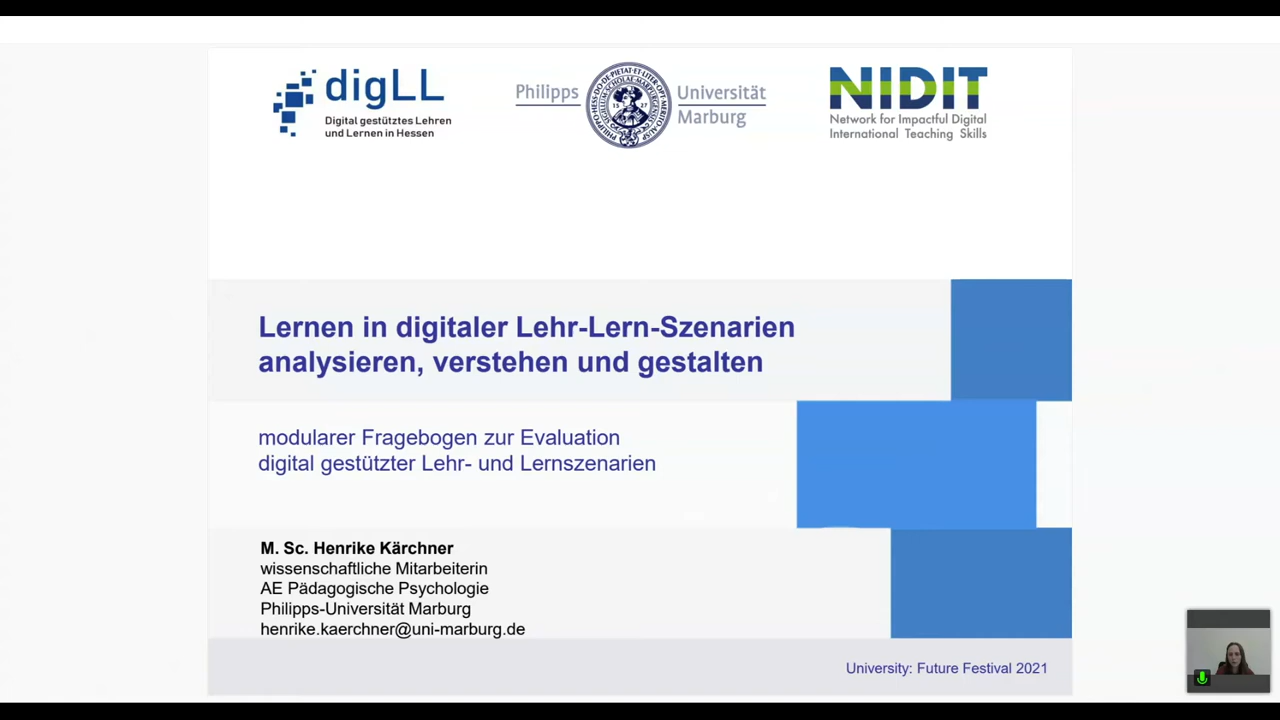 digLL
Digital gestütztes Lehren
und Lernen in Hessen
Philipps
Universität
Marburg
1527
NIDIT
Network for Impactful Digital
International Teaching Skills
Lernen in digitaler Lehr-Lern-Szenarien
analysieren, verstehen und gestalten
modularer Fragebogen zur Evaluation
digital gestützter Lehr- und Lernszenarien
M. Sc. Henrike Kärchner
wissenschaftliche Mitarbeiterin
AE Pädagogische Psychologie
Philipps-Universität Marburg
henrike.kaerchner@uni-marburg.de
University: Future Festival 2021